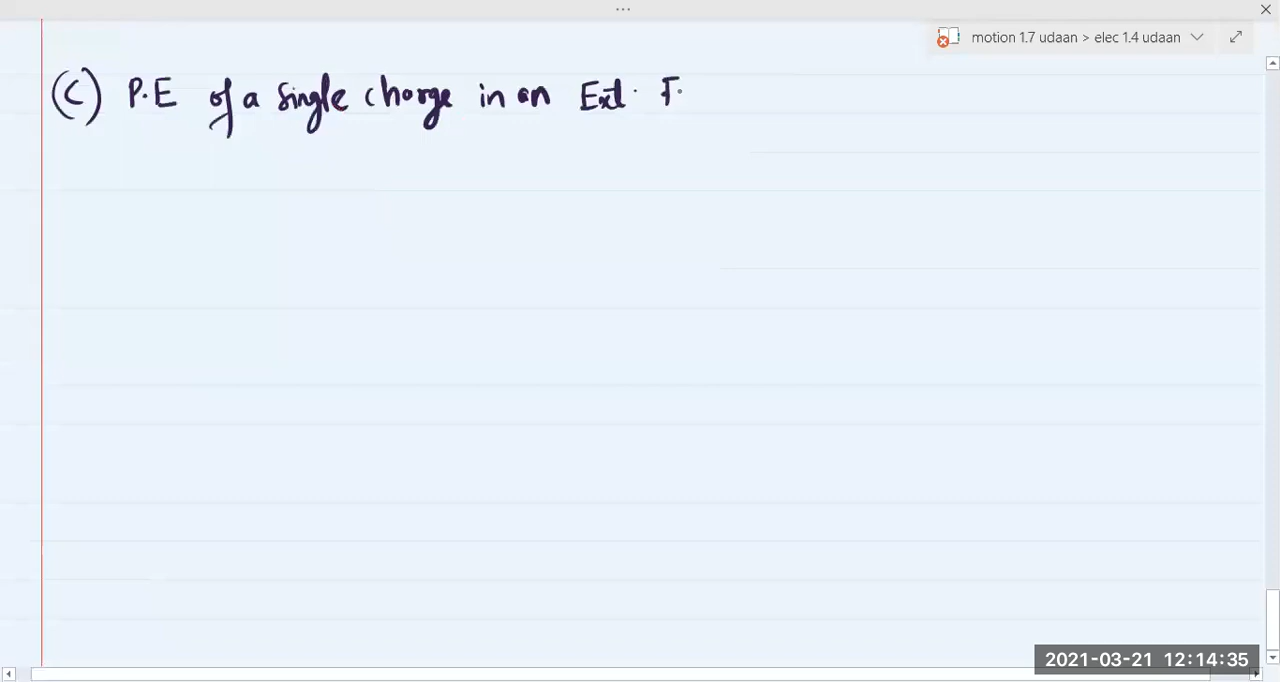 motion 1.7 udaan > elec 1.4 udaan
(C) P.E of a Single charge in an Ext. F.
2021-03-21 12:14:35